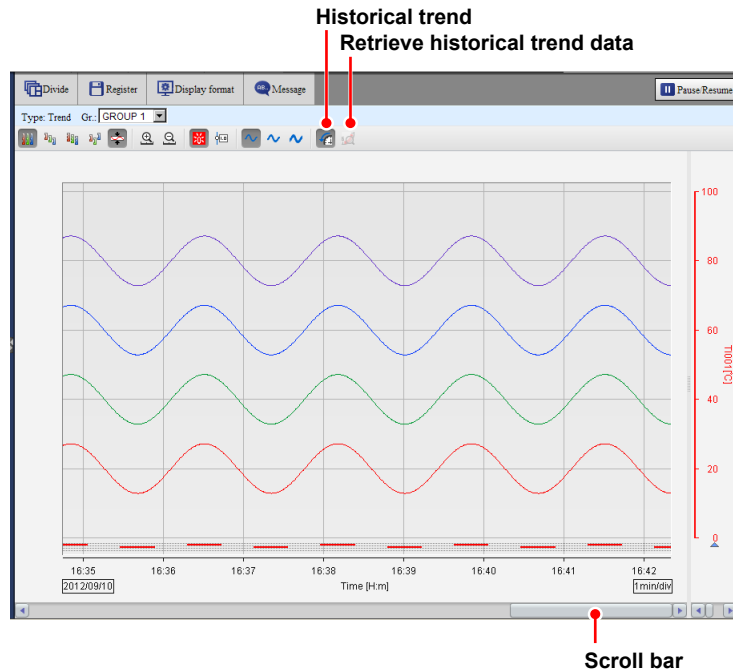 Historical trend
Retrieve historical trend data
Divide Register Display format Message Pause/Resume
Type: Trend Gr.: GROUP 1
100
80
60
TI001[°C]
40
20
0
16:35 16:36 16:37 16:38 16:39 16:40 16:41 16:42
2012/09/10 Time [H:m] 1min/div
Scroll bar